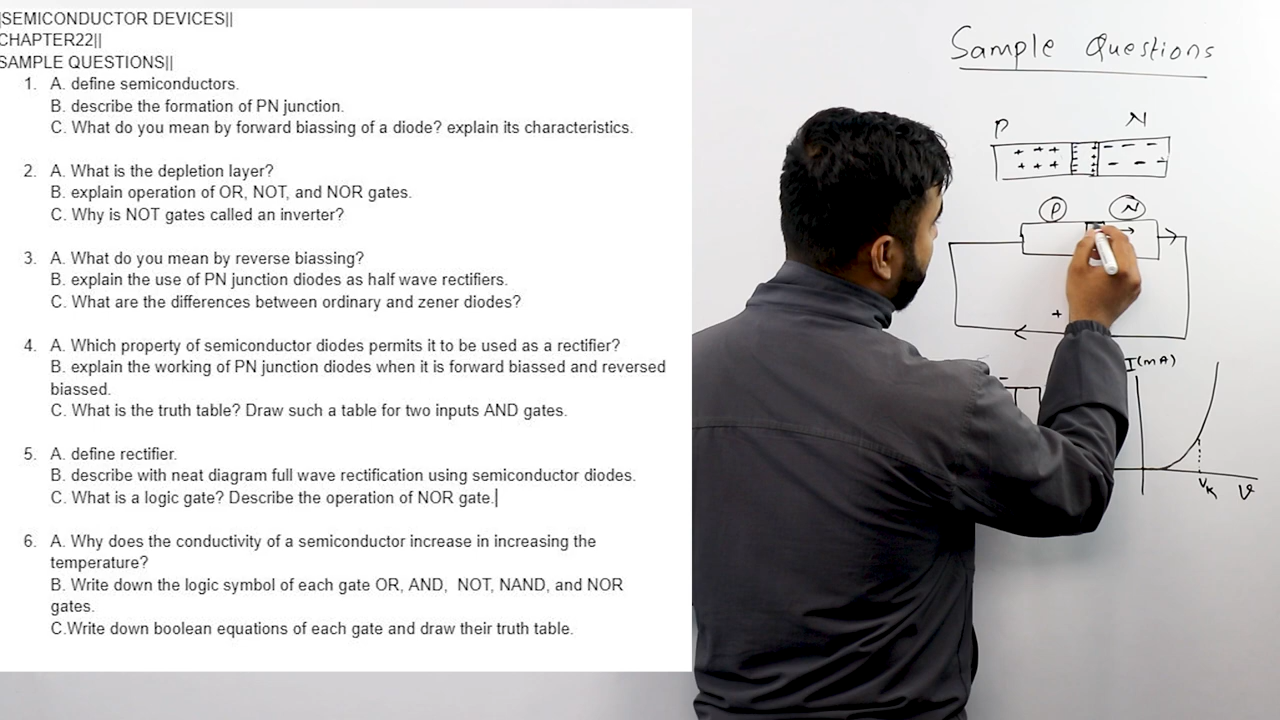 |SEMICONDUCTOR DEVICES||
CHAPTER22||
SAMPLE QUESTIONS||
1. A. define semiconductors.
B. describe the formation of PN junction.
C. What do you mean by forward biassing of a diode? explain its characteristics.
2. A. What is the depletion layer?
B. explain operation of OR, NOT, and NOR gates.
C. Why is NOT gates called an inverter?
3. A. What do you mean by reverse biassing?
B. explain the use of PN junction diodes as half wave rectifiers.
C. What are the differences between ordinary and zener diodes?
4. A. Which property of semiconductor diodes permits it to be used as a rectifier?
B. explain the working of PN junction diodes when it is forward biassed and reversed
biassed.
C. What is the truth table? Draw such a table for two inputs AND gates.
5. A. define rectifier.
B. describe with neat diagram full wave rectification using semiconductor diodes.
C. What is a logic gate? Describe the operation of NOR gate.
6. A. Why does the conductivity of a semiconductor increase in increasing the
temperature?
B. Write down the logic symbol of each gate OR, AND,  NOT, NAND, and NOR
gates.
C.Write down boolean equations of each gate and draw their truth table.
Sample Questions
P N
+ + + - - -
+ + + - - -
P N
+
-
I(mA)
VK V